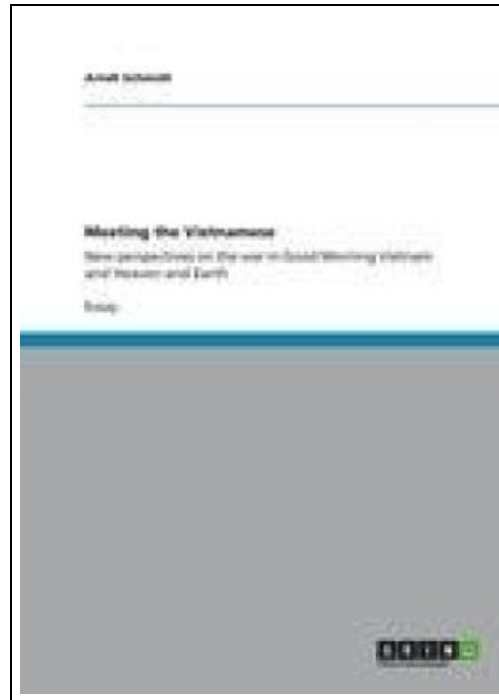 Arndt Schmidt
Meeting the Vietnamese
New perspectives on the war in Good Morning Vietnam
and Heaven and Earth
Essay
GRIN